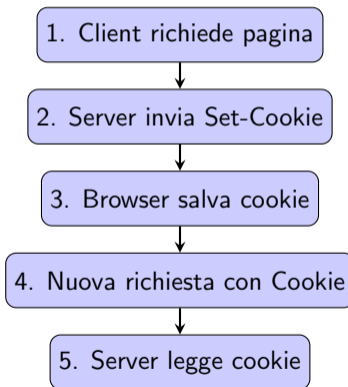 1. Client richiede pagina
2. Server invia Set-Cookie
3. Browser salva cookie
4. Nuova richiesta con Cookie
5. Server legge cookie